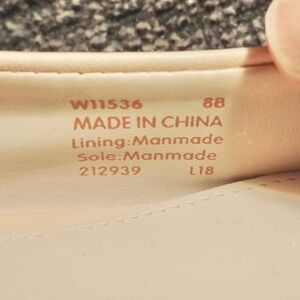 W11536 8B
MADE IN CHINA
Lining:Manmade
Sole:Manmade
212939 L18